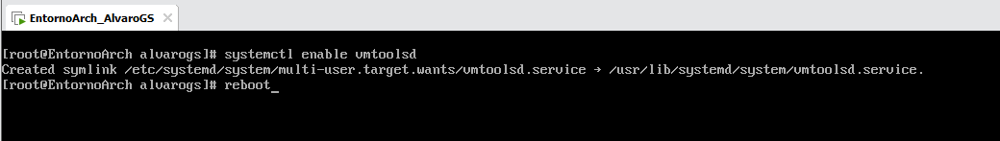 EntornoArch_AlvaroGS
[root@EntornoArch alvarogs]# systemctl enable vmtoolsd
Created symlink /etc/systemd/system/multi-user.target.wants/vmtoolsd.service → /usr/lib/systemd/system/vmtoolsd.service.
[root@EntornoArch alvarogs]# reboot_